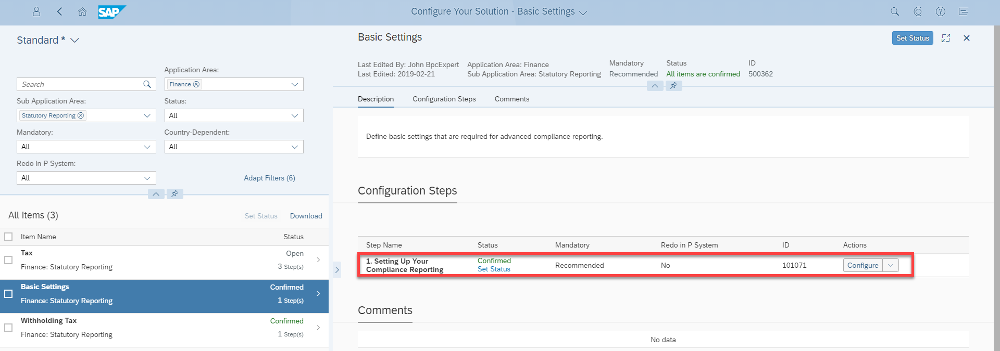 SAP
Configure Your Solution - Basic Settings
Standard *
Application Area:
Search
Finance
Sub Application Area:
Status:
Statutory Reporting
All
Mandatory:
Country-Dependent:
All
All
Redo in P System:
All
Adapt Filters (6)
All Items (3)
Set Status
Download
Item Name
Status
Tax
Open
Finance: Statutory Reporting
3 Step(s)
Basic Settings
Confirmed
Finance: Statutory Reporting
1 Step(s)
Withholding Tax
Confirmed
Finance: Statutory Reporting
1 Step(s)
Basic Settings
Set Status
Last Edited By: John BpcExpert
Last Edited: 2019-02-21
Application Area: Finance
Sub Application Area: Statutory Reporting
Mandatory
Recommended
Status
All items are confirmed
ID
500362
Description
Configuration Steps
Comments
Define basic settings that are required for advanced compliance reporting.
Configuration Steps
Step Name
Status
Mandatory
Redo in P System
ID
Actions
1. Setting Up Your
Compliance Reporting
Confirmed
Set Status
Recommended
No
101071
Configure
Comments
No data